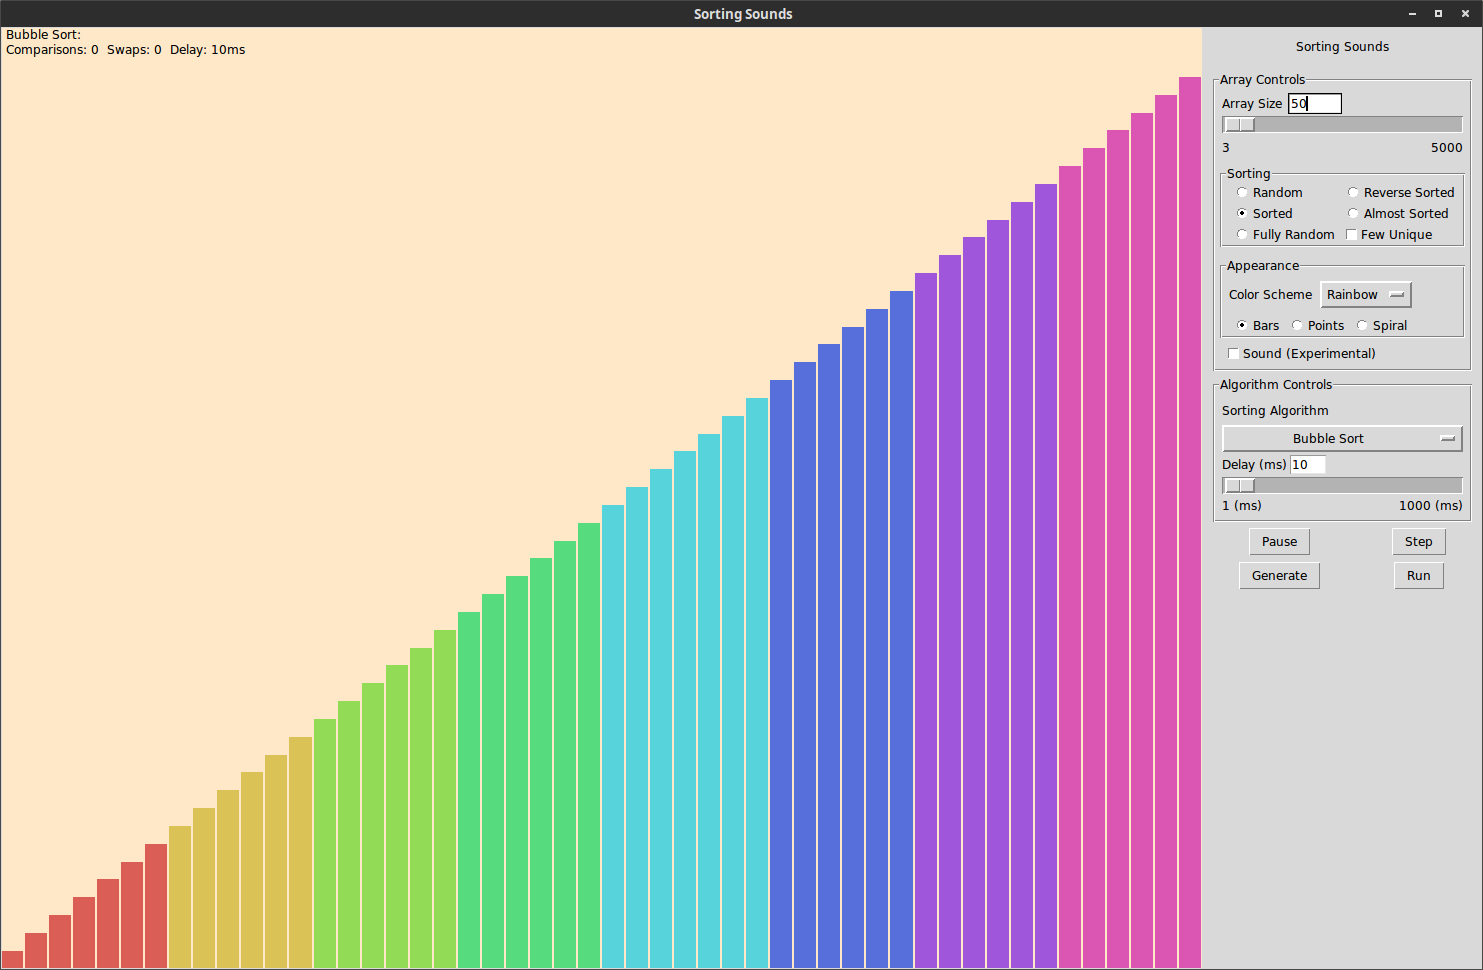 Sorting Sounds
Bubble Sort:
Comparisons: 0 Swaps: 0 Delay: 10ms
Sorting Sounds
Array Controls
Array Size 50
3 5000
Sorting
Random Reverse Sorted
Sorted Almost Sorted
Fully Random Few Unique
Appearance
Color Scheme Rainbow
Bars Points Spiral
Sound (Experimental)
Algorithm Controls
Sorting Algorithm
Bubble Sort
Delay (ms) 10
1 (ms) 1000 (ms)
Pause Step
Generate Run